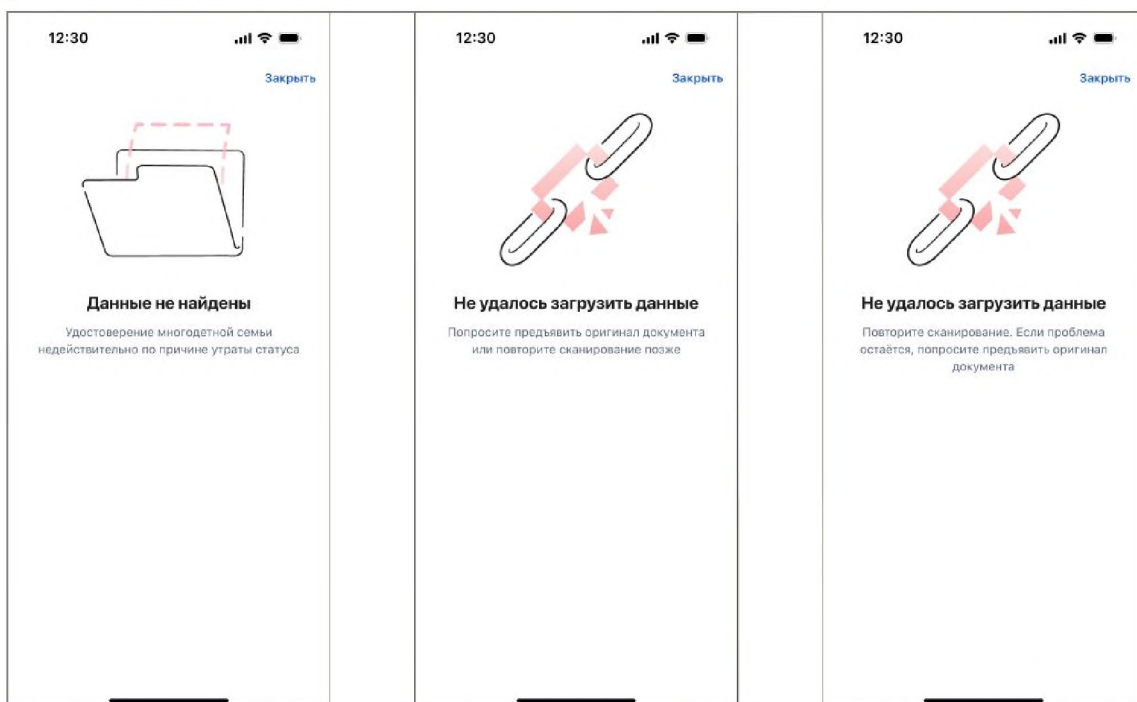 12:30
Закрыть
Данные не найдены
Удостоверение многодетной семьи
недействительно по причине утраты статуса
12:30
Закрыть
Не удалось загрузить данные
Попросите предъявить оригинал документа
или повторите сканирование позже
12:30
Закрыть
Не удалось загрузить данные
Повторите сканирование. Если проблема
остаётся, попросите предъявить оригинал
документа